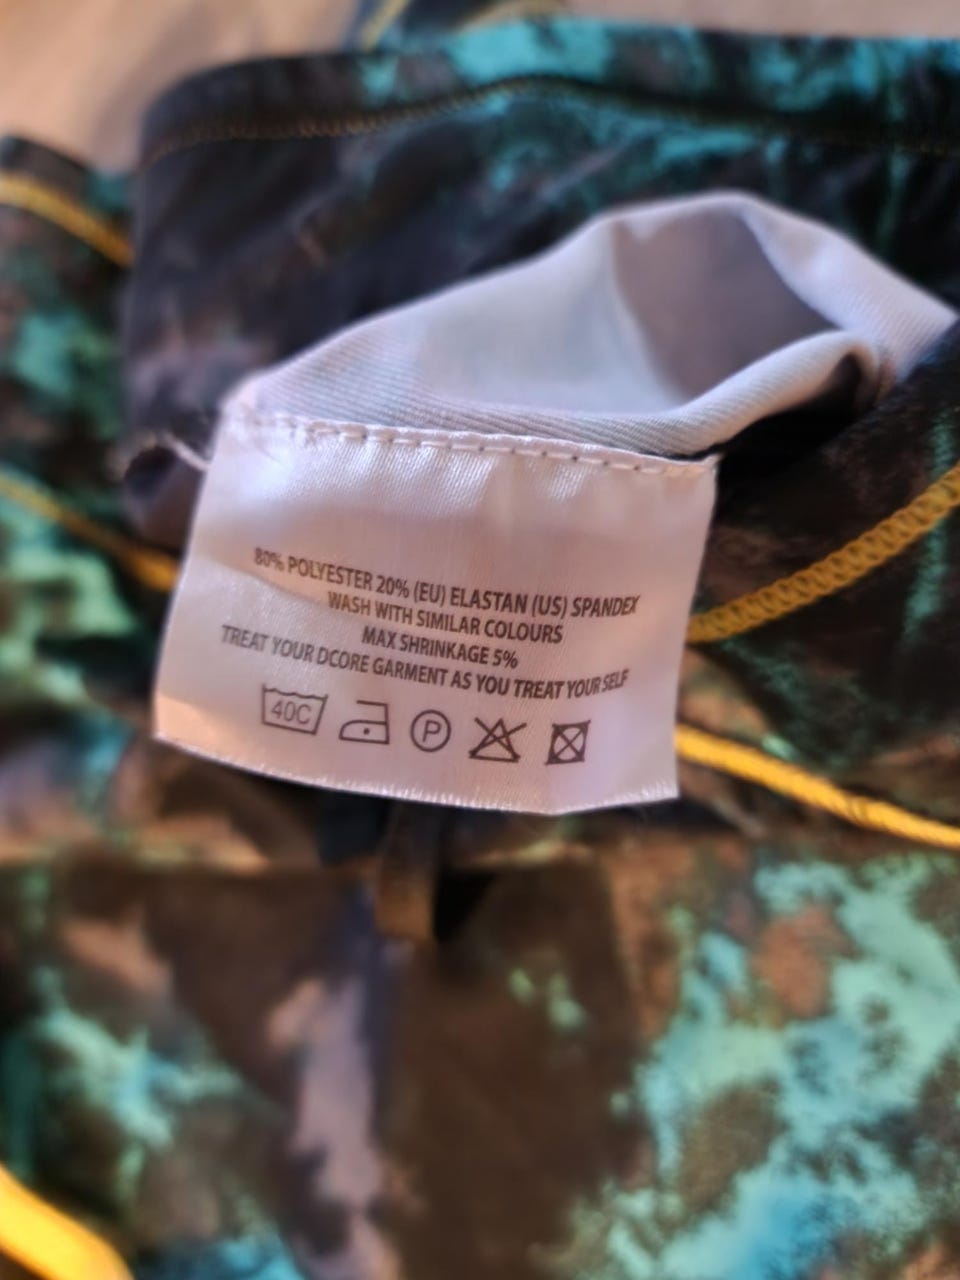 80% POLYESTER 20% (EU) ELASTAN (US) SPANDEX
WASH WITH SIMILAR COLOURS
MAX SHRINKAGE 5%
TREAT YOUR DCORE GARMENT AS YOU TREAT YOUR SELF
40C P